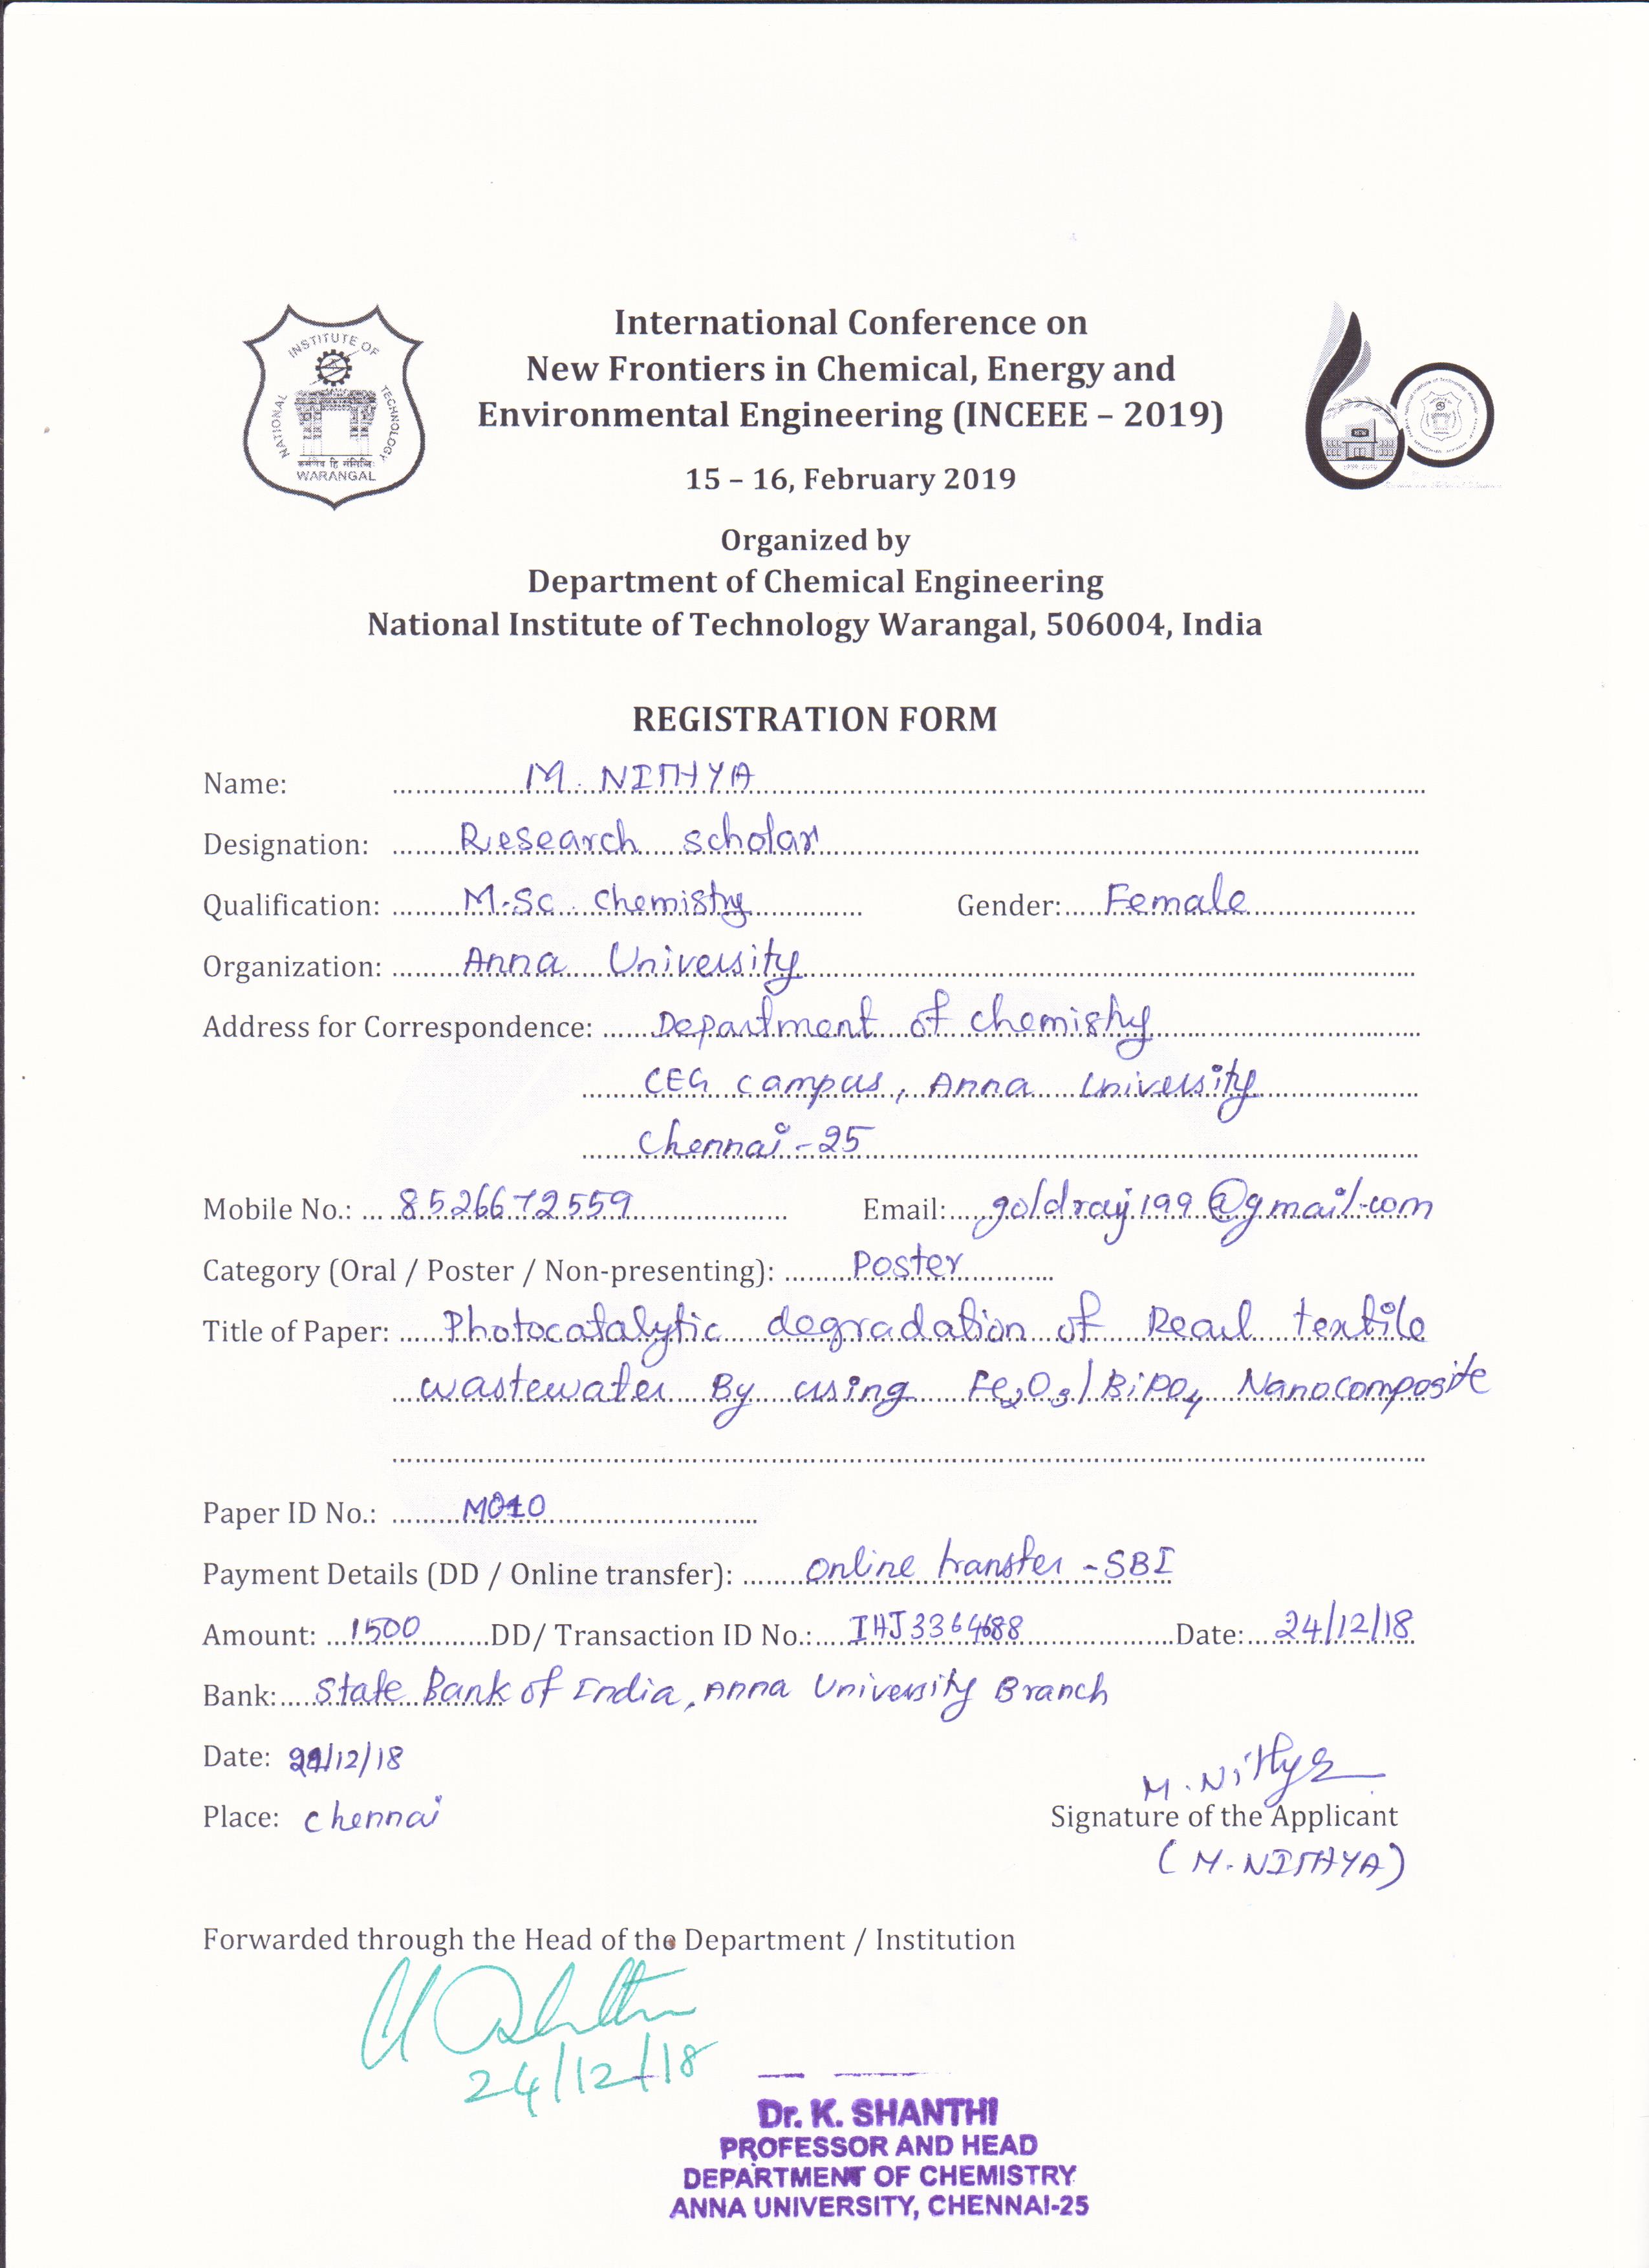 International Conference on
New Frontiers in Chemical, Energy and
Environmental Engineering (INCEEE – 2019)
15 – 16, February 2019
INSTITUTE OF
NATIONAL
TECHNOLOGY
WARANGAL
Organized by
Department of Chemical Engineering
National Institute of Technology Warangal, 506004, India
REGISTRATION FORM
Name: M. NITHYA
Designation: Research scholar
Qualification: M.Sc. Chemistry Gender: Female
Organization: Anna University
Address for Correspondence: Department of chemistry
CEG campus, Anna University
Chennai-25
Mobile No.: 8526672559 Email: goldraj199@gmail.com
Category (Oral / Poster / Non-presenting): Poster
Title of Paper: Photocatalytic degradation of Real textile
wastewater By using Fe2O3/BiPO4 Nanocomposite
Paper ID No.: M010
Payment Details (DD / Online transfer): Online transfer - SBI
Amount: 1500 DD/ Transaction ID No.: IHJ3364688 Date: 24/12/18
Bank: State Bank of India, Anna University Branch
Date: 24/12/18
Place: Chennai
M. Nithya
Signature of the Applicant
(M. NITHYA)
Forwarded through the Head of the Department / Institution
24/12/18
Dr. K. SHANTHI
PROFESSOR AND HEAD
DEPARTMENT OF CHEMISTRY
ANNA UNIVERSITY, CHENNAI-25